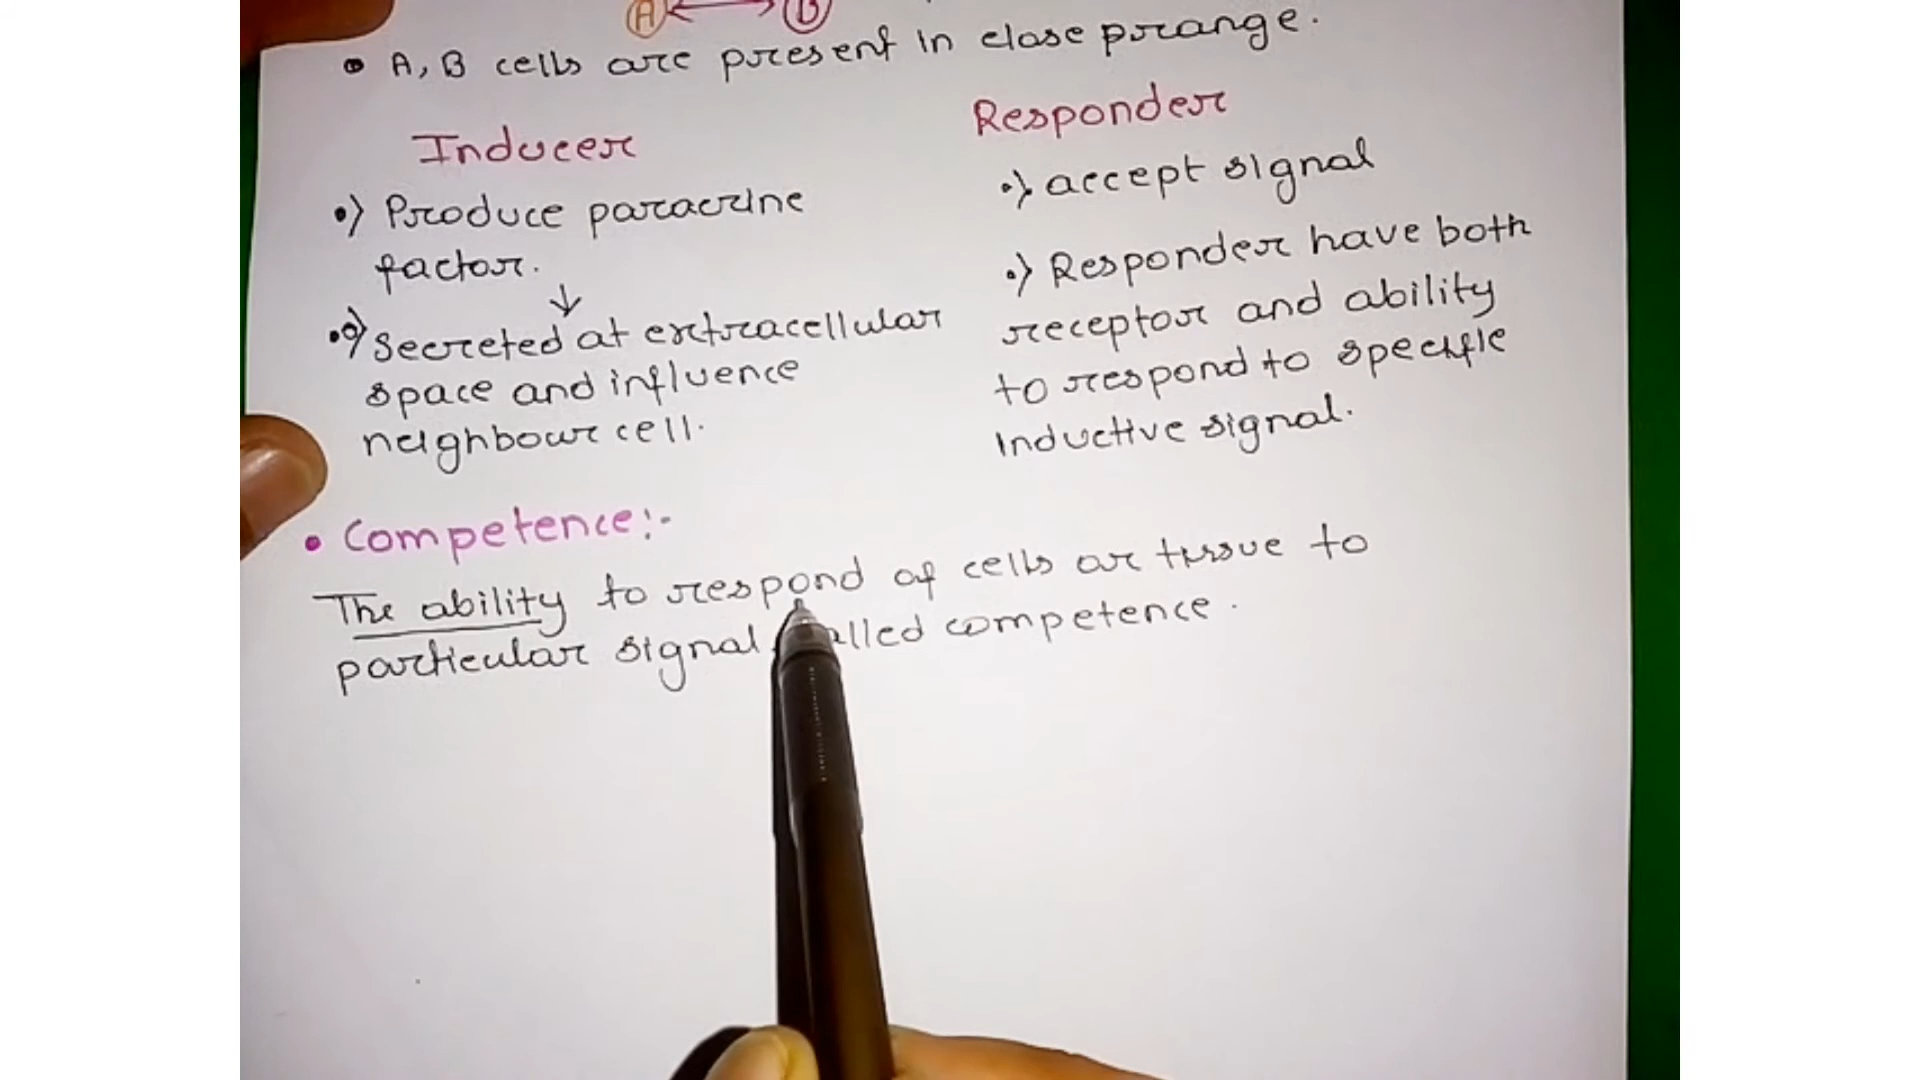 A B
• A, B cells are present in close prange.
Inducer
•) Produce paracrine
factor.
↓
•) Secreted at extracellular
space and influence
neighbour cell.
Responder
•) accept signal
•) Responder have both
receptor and ability
to respond to specific
Inductive signal.
• Competence:-
The ability to respond of cells or tissue to
particular signal called competence.